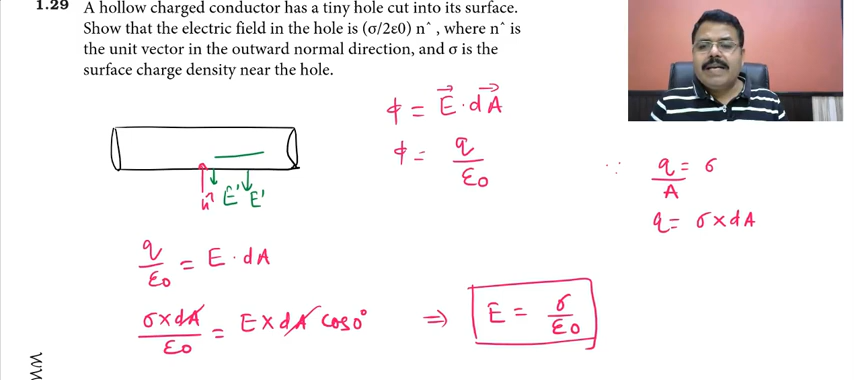 1.29 A hollow charged conductor has a tiny hole cut into its surface.
Show that the electric field in the hole is (σ/2ε0) n^ , where n^ is
the unit vector in the outward normal direction, and σ is the
surface charge density near the hole.
ϕ = E⃗ · dA⃗
ϕ = q/ε0
∵ q/A = σ
q = σ × dA
n̂ E' E'
q/ε0 = E · dA
σ×dA/ε0 = E × dA cos0° ⇒ E = σ/ε0